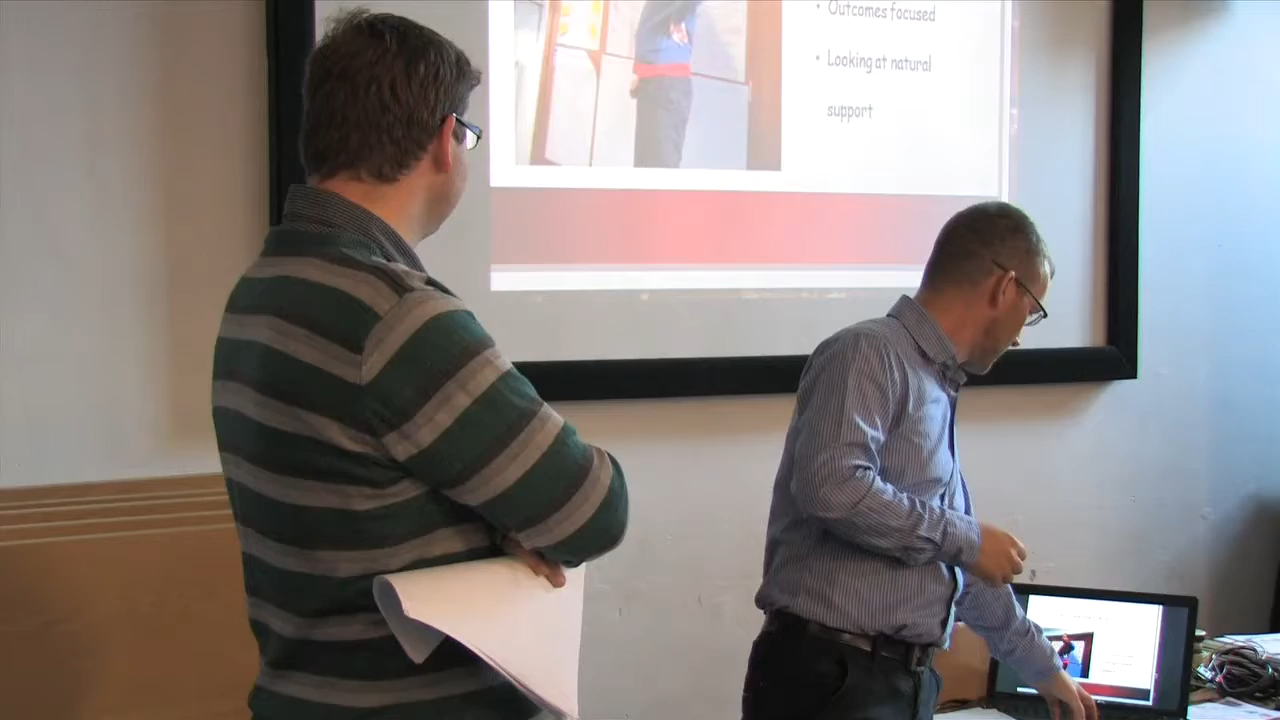 • Outcomes focused
• Looking at natural
support